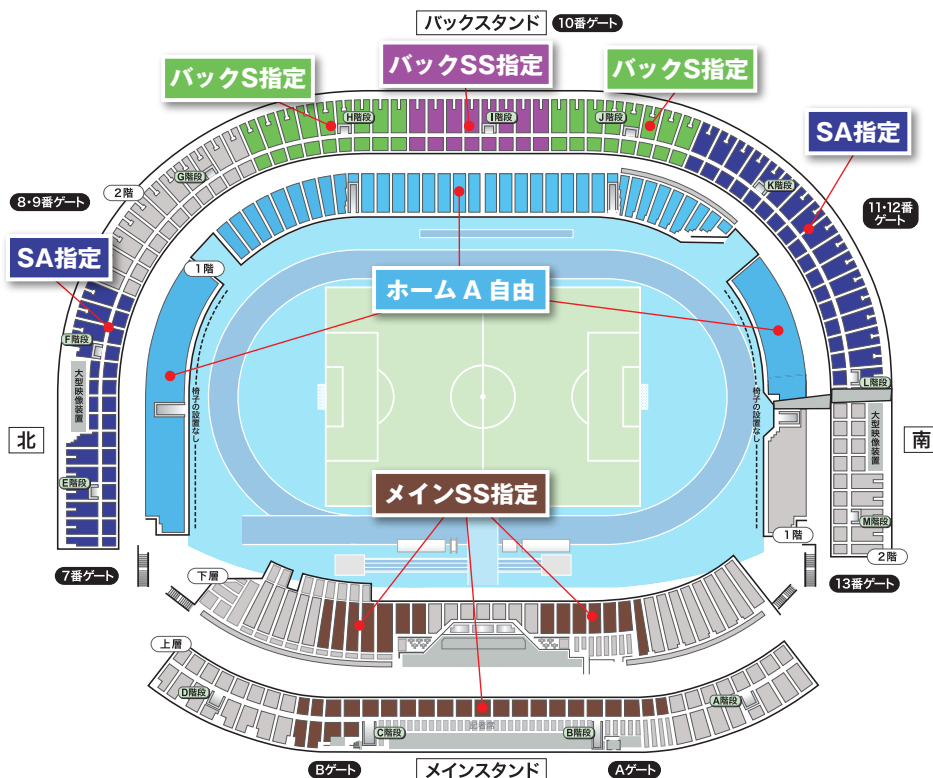 バックスタンド 10番ゲート
バックS指定
バックSS指定
バックS指定
SA指定
H階段
I階段
J階段
G階段
K階段
2階
8・9番ゲート
11・12番
ゲート
SA指定
1階
ホーム A 自由
F階段
L階段
大型映像装置
椅子の設置なし
椅子の設置なし
大型映像装置
北
南
メインSS指定
E階段
M階段
1階
2階
7番ゲート
下層
13番ゲート
上層
D階段
A階段
C階段
記者席
B階段
Bゲート
メインスタンド
Aゲート